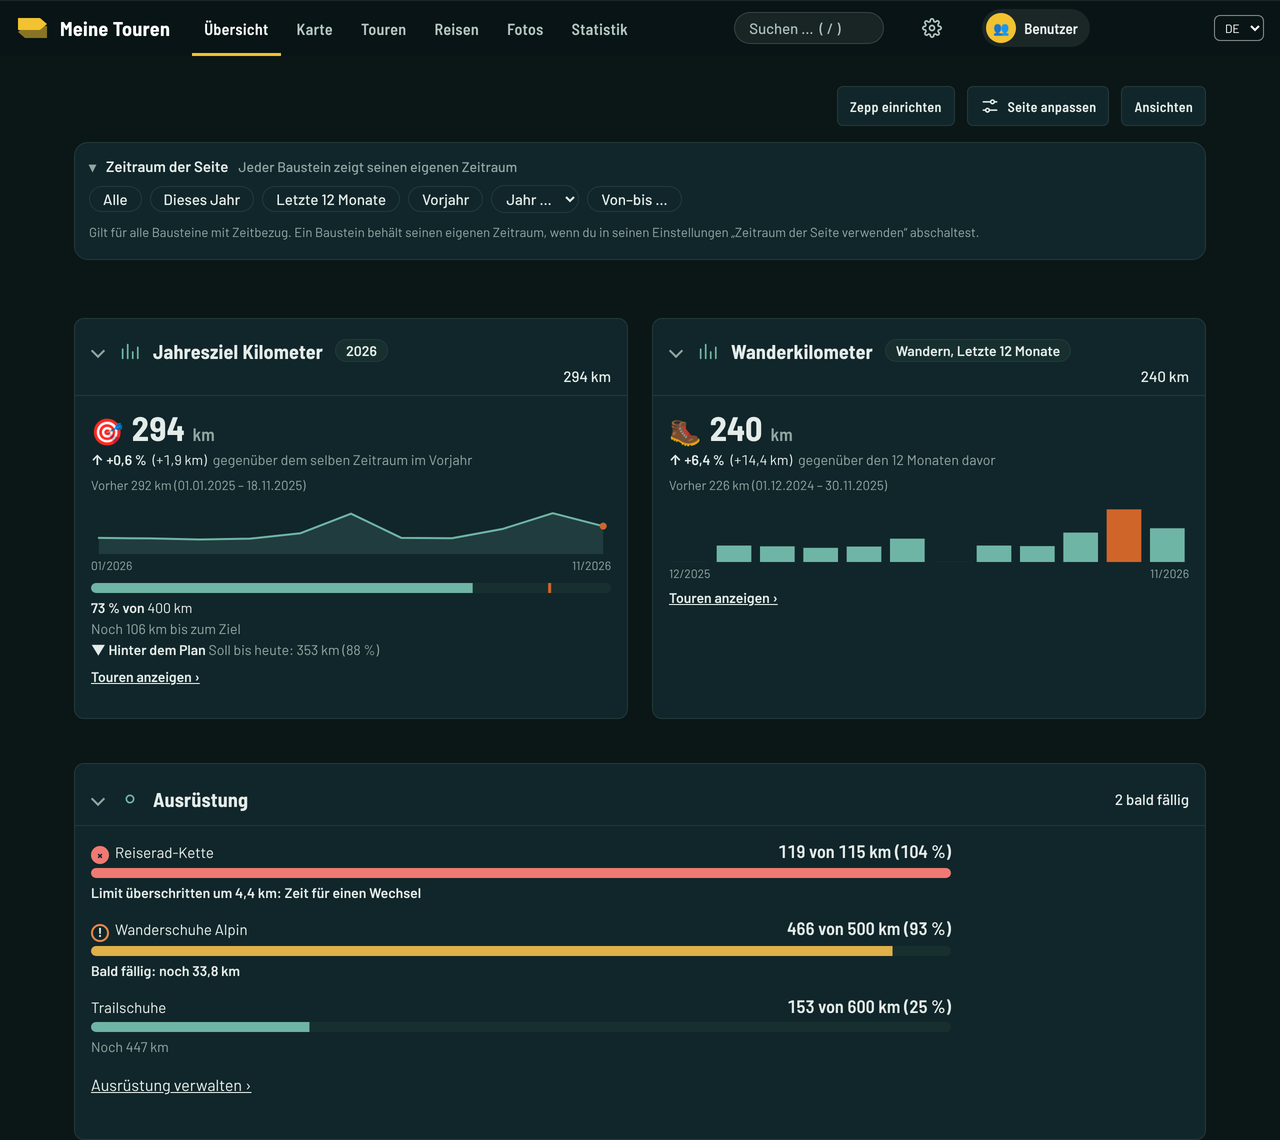 Meine Touren
Übersicht
Karte
Touren
Reisen
Fotos
Statistik
Suchen … ( / )
Benutzer
DE
Zepp einrichten
Seite anpassen
Ansichten
Zeitraum der Seite Jeder Baustein zeigt seinen eigenen Zeitraum
Alle
Dieses Jahr
Letzte 12 Monate
Vorjahr
Jahr …
Von–bis …
Gilt für alle Bausteine mit Zeitbezug. Ein Baustein behält seinen eigenen Zeitraum, wenn du in seinen Einstellungen „Zeitraum der Seite verwenden“ abschaltest.
Jahresziel Kilometer 2026
294 km
294 km
↑ +0,6 % (+1,9 km) gegenüber dem selben Zeitraum im Vorjahr
Vorher 292 km (01.01.2025 – 18.11.2025)
01/2026 11/2026
73 % von 400 km
Noch 106 km bis zum Ziel
▼ Hinter dem Plan Soll bis heute: 353 km (88 %)
Touren anzeigen ›
Wanderkilometer Wandern, Letzte 12 Monate
240 km
240 km
↑ +6,4 % (+14,4 km) gegenüber den 12 Monaten davor
Vorher 226 km (01.12.2024 – 30.11.2025)
12/2025 11/2026
Touren anzeigen ›
Ausrüstung 2 bald fällig
Reiserad-Kette 119 von 115 km (104 %)
Limit überschritten um 4,4 km: Zeit für einen Wechsel
Wanderschuhe Alpin 466 von 500 km (93 %)
Bald fällig: noch 33,8 km
Trailschuhe 153 von 600 km (25 %)
Noch 447 km
Ausrüstung verwalten ›